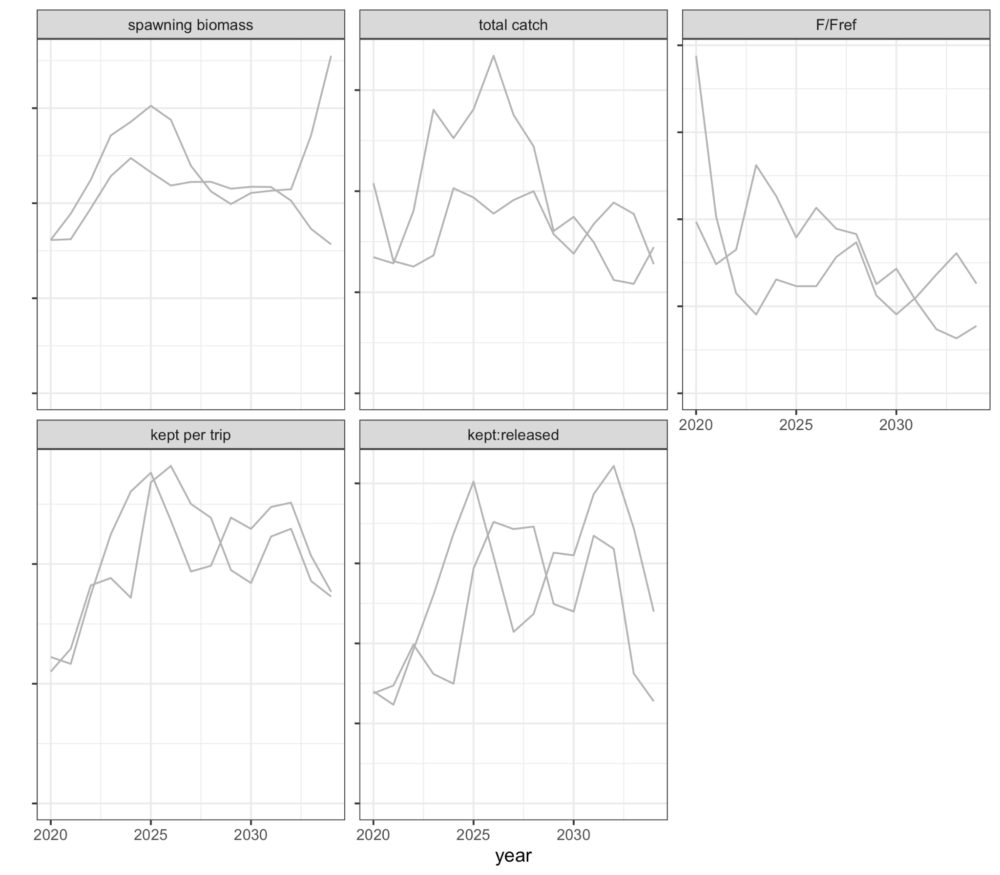 spawning biomass
total catch
F/Fref
2020 2025 2030
kept per trip
kept:released
2020 2025 2030
2020 2025 2030
year